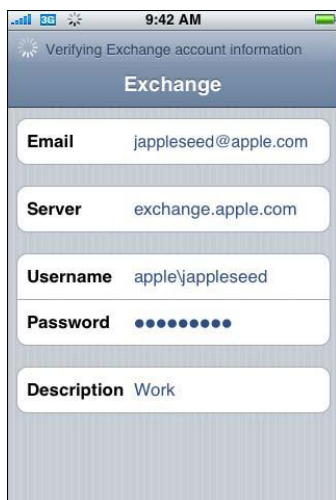 3G 9:42 AM
Verifying Exchange account information
Exchange
Email jappleseed@apple.com
Server exchange.apple.com
Username apple\jappleseed
Password ●●●●●●●●●
Description Work